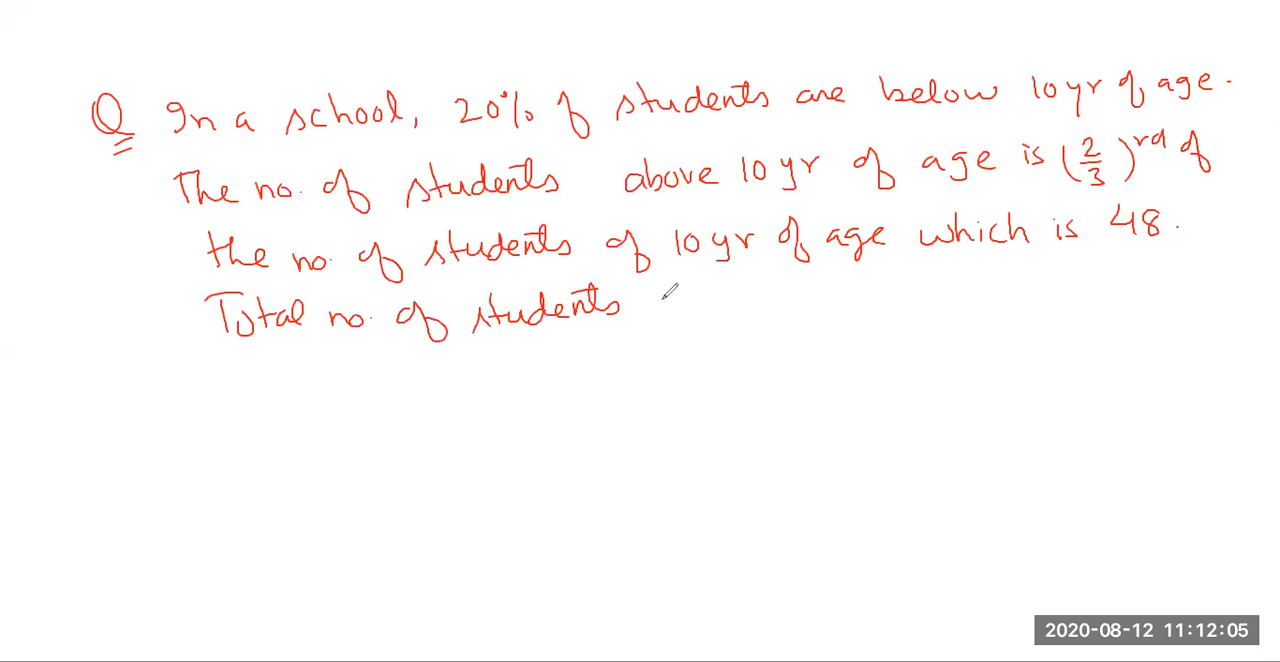 Q In a school, 20% of students are below 10 yr of age.
The no. of students above 10 yr of age is (2/3)rd of
the no. of students of 10 yr of age which is 48.
Total no. of students
2020-08-12 11:12:05